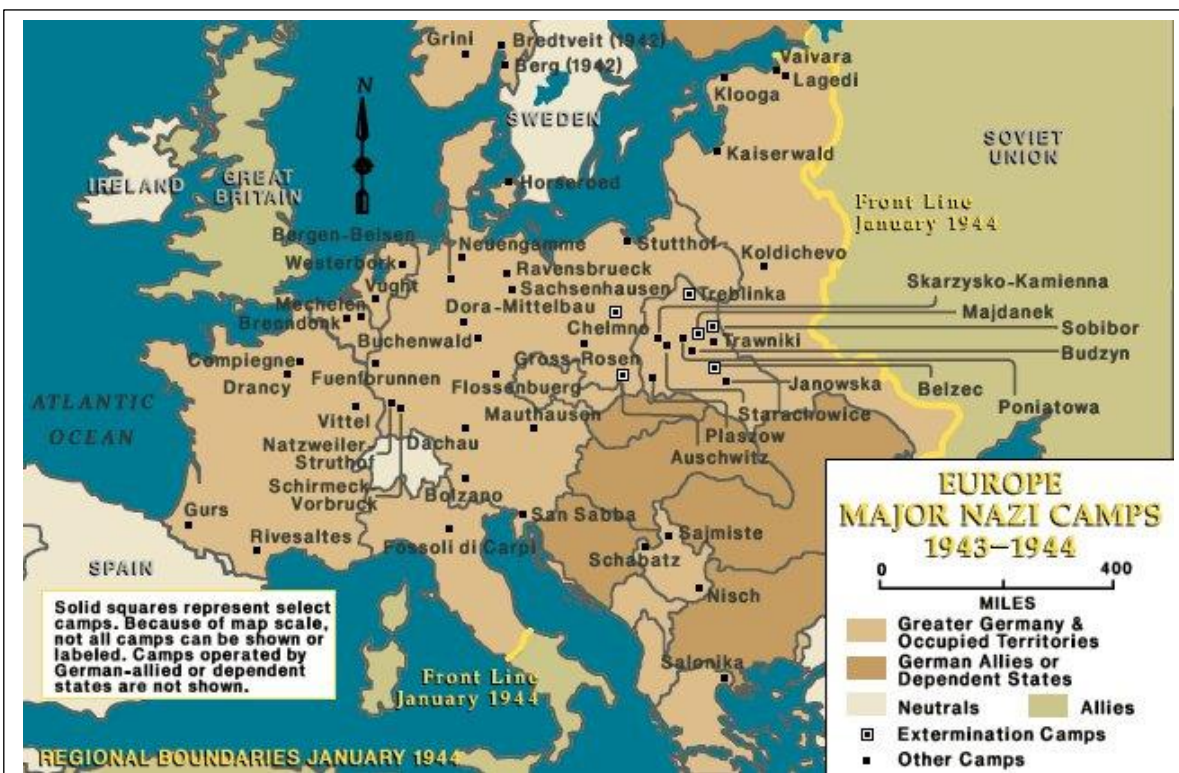 Grini
Bredtveit (1942)
Berg (1942)
Vaivara
Lagedi
Klooga
N
SWEDEN
SOVIET
UNION
Kaiserwald
IRELAND
GREAT
BRITAIN
Horseroed
Front Line
January 1944
Bergen-Belsen
Neuengamme
Stutthof
Koldichevo
Westerbork
Ravensbrueck
Skarzysko-Kamienna
Vught
Sachsenhausen
Treblinka
Mechelen
Dora-Mittelbau
Majdanek
Breendonk
Chelmno
Sobibor
Buchenwald
Trawniki
Budzyn
Compiegne
Gross-Rosen
Drancy
Fuenfbrunnen
Flossenbuerg
Janowska
Belzec
ATLANTIC
OCEAN
Vittel
Mauthausen
Starachowice
Poniatowa
Natzweiler-
Struthof
Dachau
Plaszow
Auschwitz
Schirmeck-
Vorbruck
Bolzano
Gurs
San Sabba
Sajmiste
Rivesaltes
Fossoli di Carpi
Schabatz
SPAIN
Nisch
Solid squares represent select
camps. Because of map scale,
not all camps can be shown or
labeled. Camps operated by
German-allied or dependent
states are not shown.
Salonika
Front Line
January 1944
REGIONAL BOUNDARIES JANUARY 1944
EUROPE
MAJOR NAZI CAMPS
1943–1944
0 400
MILES
Greater Germany &
Occupied Territories
German Allies or
Dependent States
Neutrals Allies
Extermination Camps
Other Camps